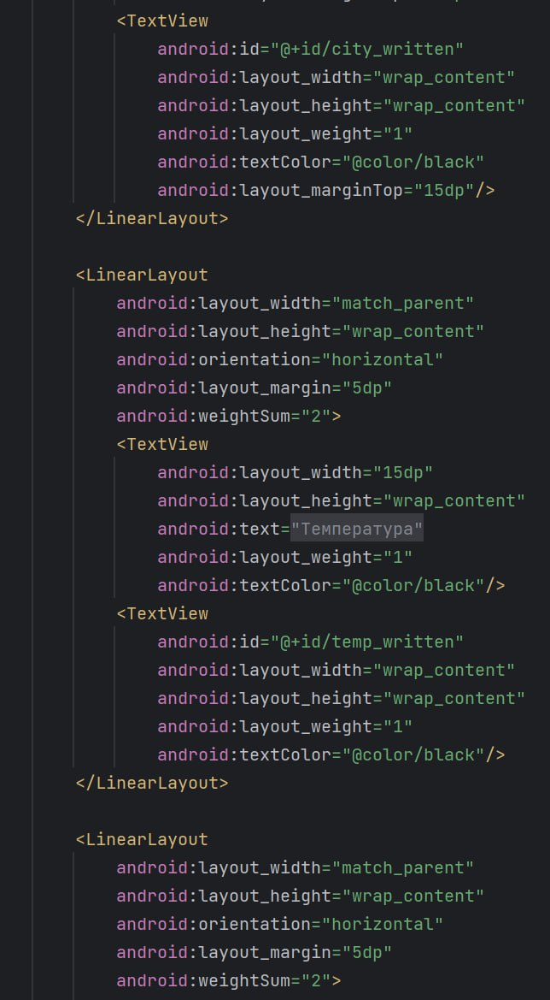 <TextView
android:id="@+id/city_written"
android:layout_width="wrap_content"
android:layout_height="wrap_content"
android:layout_weight="1"
android:textColor="@color/black"
android:layout_marginTop="15dp"/>
</LinearLayout>
<LinearLayout
android:layout_width="match_parent"
android:layout_height="wrap_content"
android:orientation="horizontal"
android:layout_margin="5dp"
android:weightSum="2">
<TextView
android:layout_width="15dp"
android:layout_height="wrap_content"
android:text="Температура"
android:layout_weight="1"
android:textColor="@color/black"/>
<TextView
android:id="@+id/temp_written"
android:layout_width="wrap_content"
android:layout_height="wrap_content"
android:layout_weight="1"
android:textColor="@color/black"/>
</LinearLayout>
<LinearLayout
android:layout_width="match_parent"
android:layout_height="wrap_content"
android:orientation="horizontal"
android:layout_margin="5dp"
android:weightSum="2">